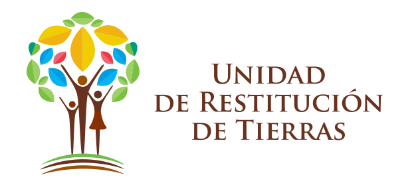 UNIDAD
DE RESTITUCIÓN
DE TIERRAS